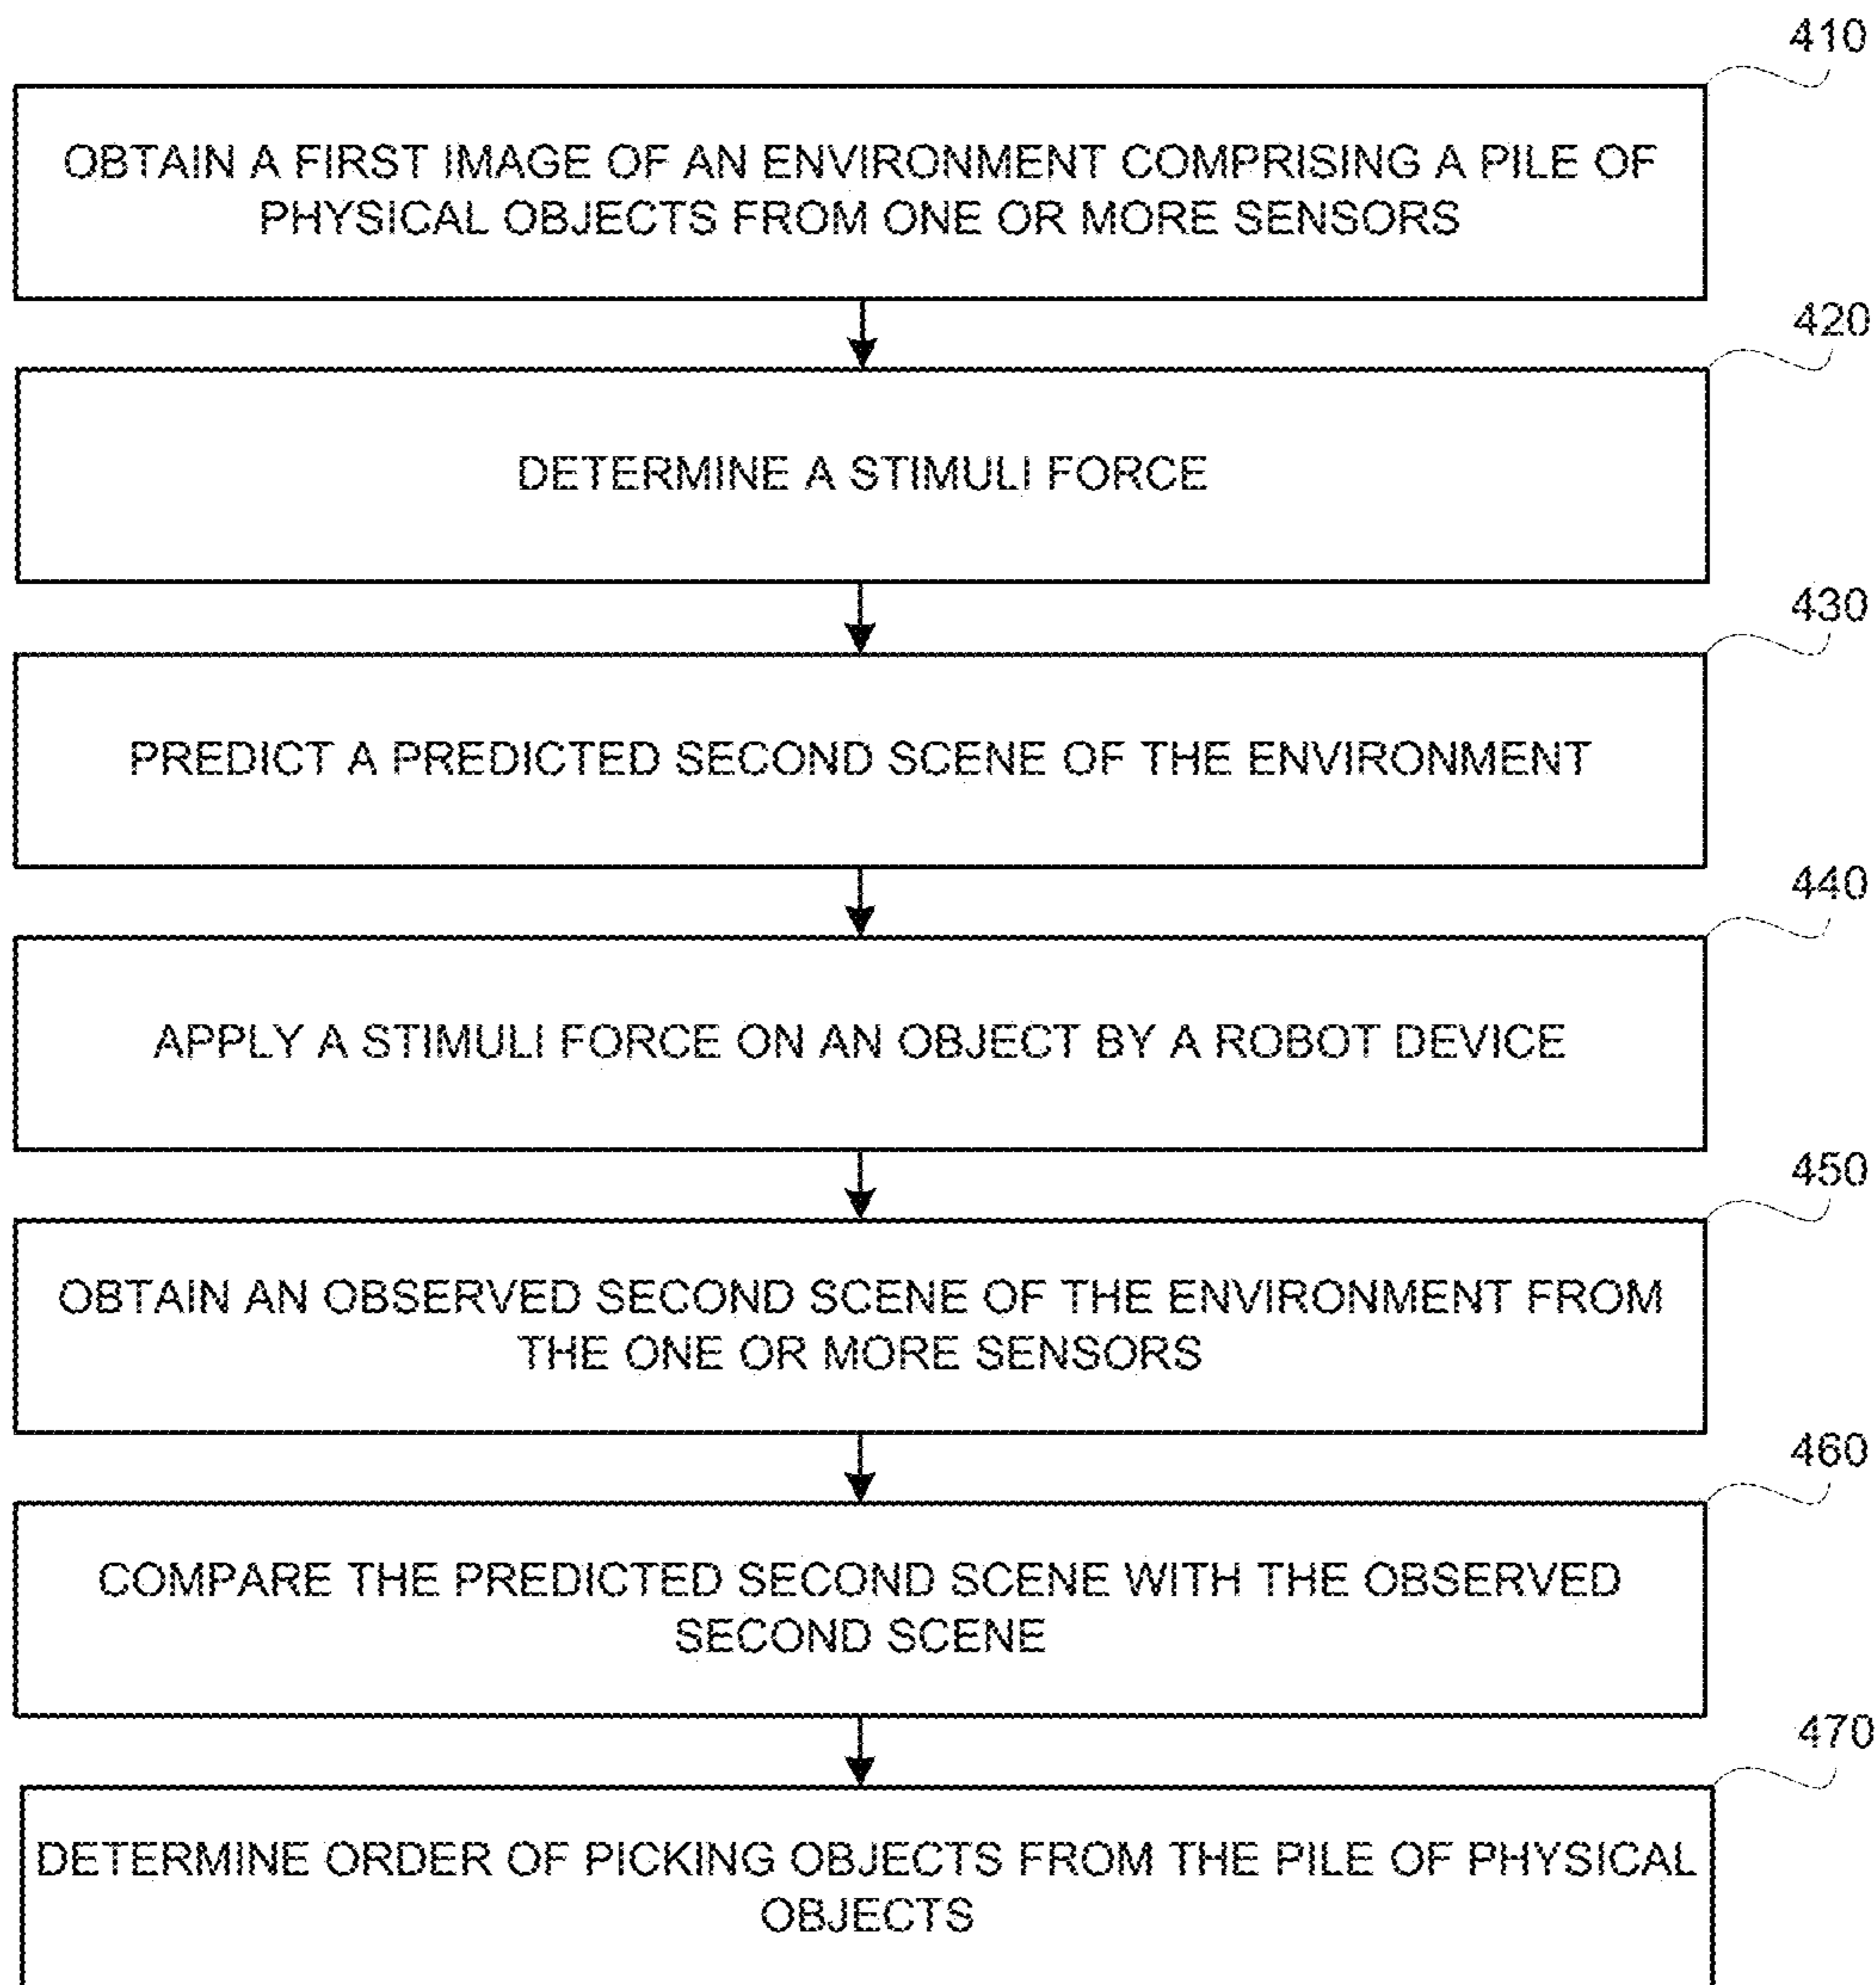 410
OBTAIN A FIRST IMAGE OF AN ENVIRONMENT COMPRISING A PILE OF
PHYSICAL OBJECTS FROM ONE OR MORE SENSORS
420
DETERMINE A STIMULI FORCE
430
PREDICT A PREDICTED SECOND SCENE OF THE ENVIRONMENT
440
APPLY A STIMULI FORCE ON AN OBJECT BY A ROBOT DEVICE
450
OBTAIN AN OBSERVED SECOND SCENE OF THE ENVIRONMENT FROM
THE ONE OR MORE SENSORS
460
COMPARE THE PREDICTED SECOND SCENE WITH THE OBSERVED
SECOND SCENE
470
DETERMINE ORDER OF PICKING OBJECTS FROM THE PILE OF PHYSICAL
OBJECTS